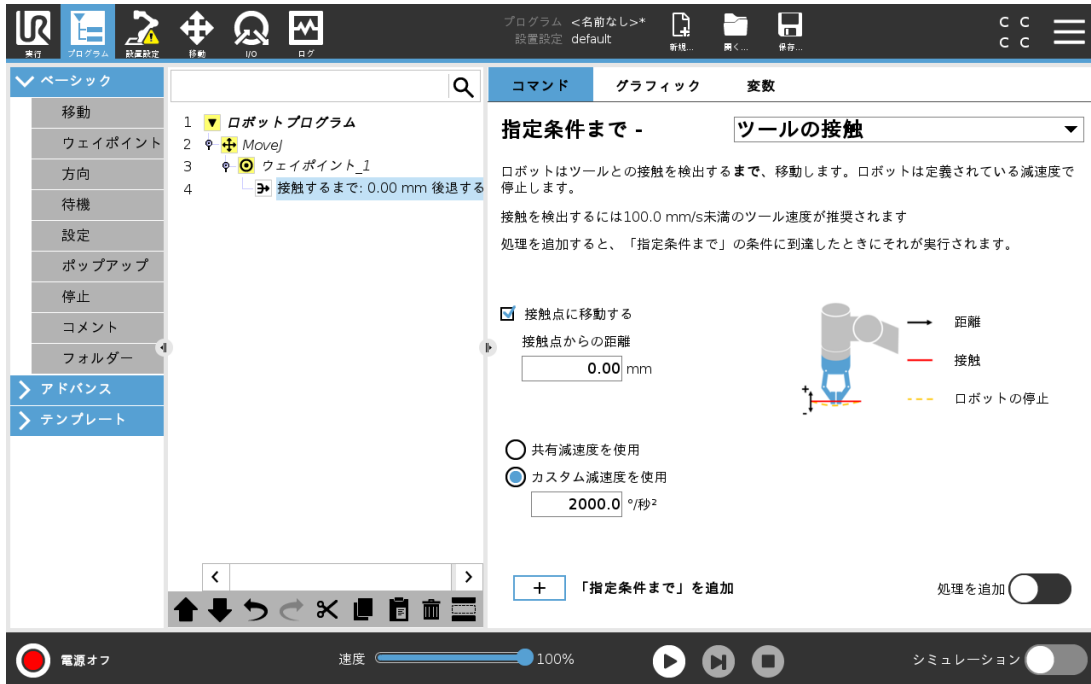 UR
実行
プログラム
設置設定
移動
I/O
ログ
プログラム <名前なし>*
設置設定 default
新規...
開く...
保存...
C C
C C
ベーシック
移動
ウェイポイント
方向
待機
設定
ポップアップ
停止
コメント
フォルダー
アドバンス
テンプレート
1 ロボットプログラム
2 MoveJ
3 ウェイポイント_1
4 接触するまで: 0.00 mm 後退する
コマンド グラフィック 変数
指定条件まで - ツールの接触
ロボットはツールとの接触を検出するまで、移動します。ロボットは定義されている減速度で
停止します。
接触を検出するには100.0 mm/s未満のツール速度が推奨されます
処理を追加すると、「指定条件まで」の条件に到達したときにそれが実行されます。
接触点に移動する
接触点からの距離
0.00 mm
距離
接触
ロボットの停止
+
-
共有減速度を使用
カスタム減速度を使用
2000.0 °/秒²
+ 「指定条件まで」を追加
処理を追加
電源オフ
速度 100%
シミュレーション